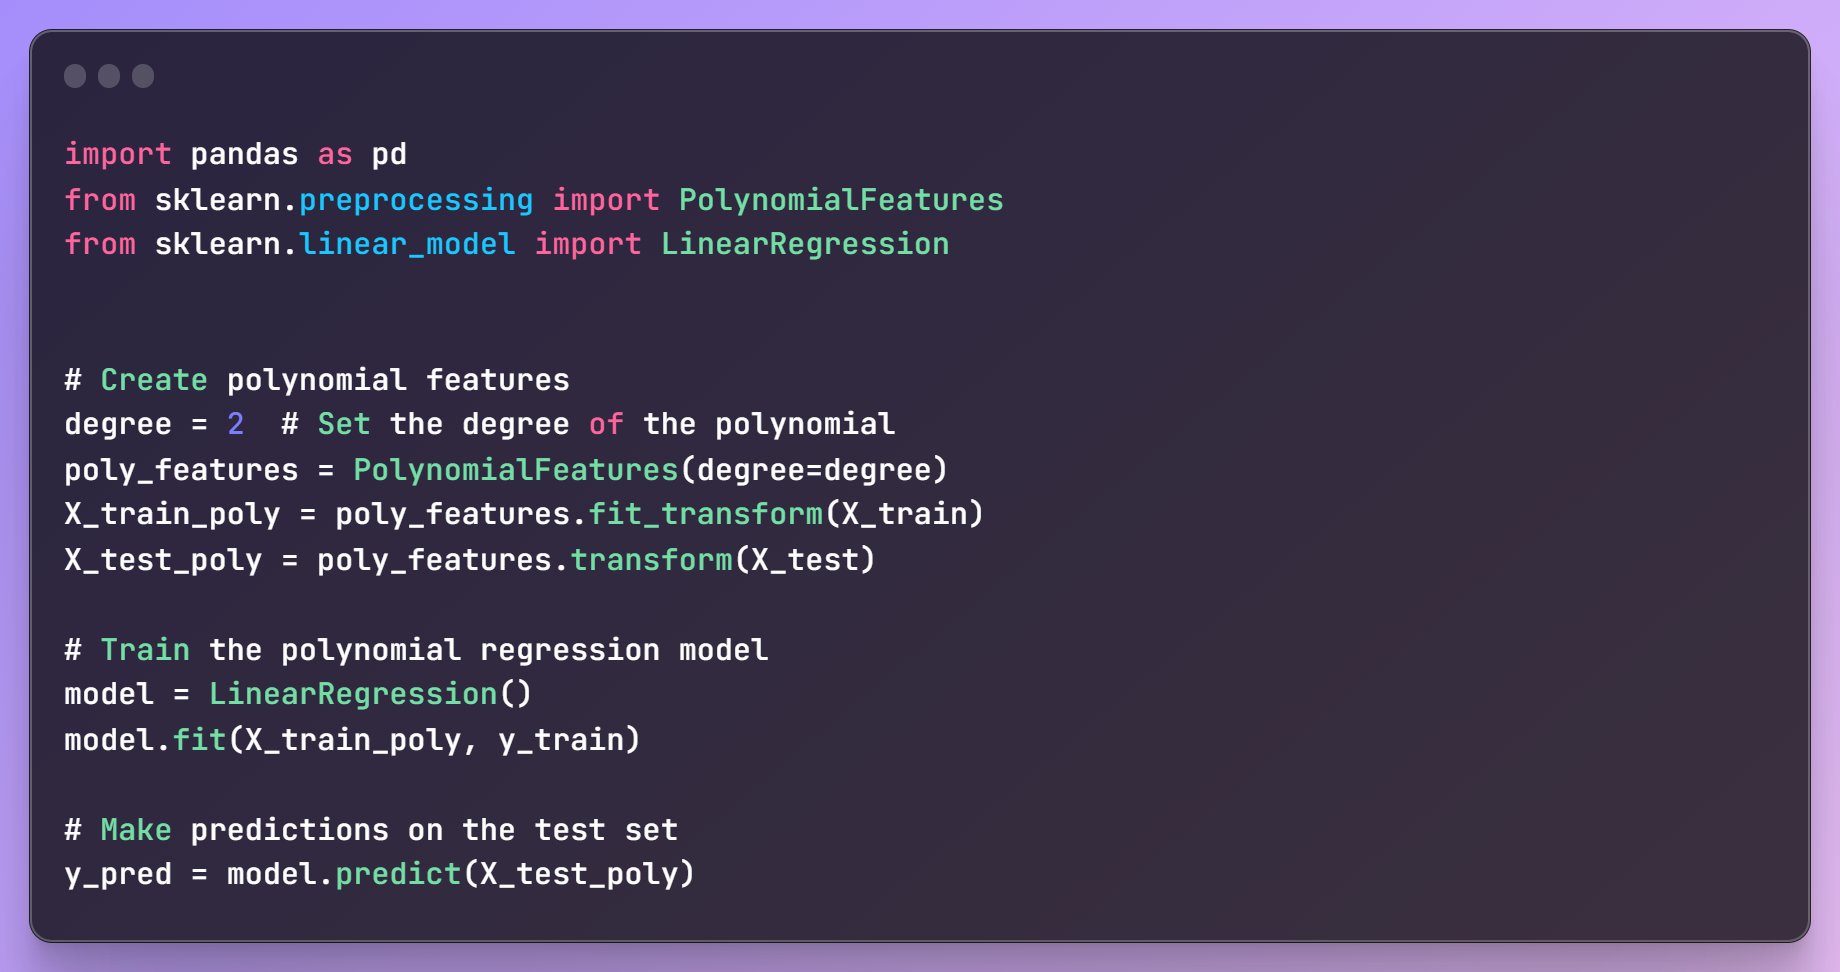 import pandas as pd
from sklearn.preprocessing import PolynomialFeatures
from sklearn.linear_model import LinearRegression
# Create polynomial features
degree = 2  # Set the degree of the polynomial
poly_features = PolynomialFeatures(degree=degree)
X_train_poly = poly_features.fit_transform(X_train)
X_test_poly = poly_features.transform(X_test)
# Train the polynomial regression model
model = LinearRegression()
model.fit(X_train_poly, y_train)
# Make predictions on the test set
y_pred = model.predict(X_test_poly)